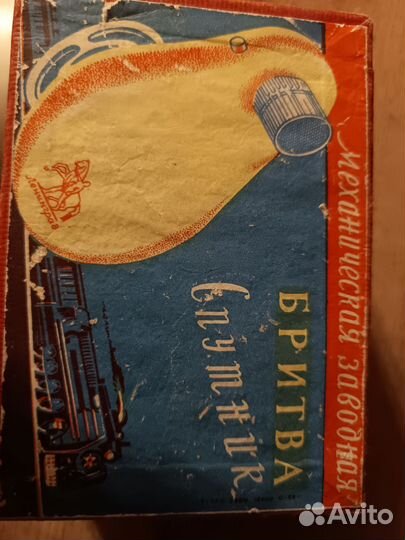 механическая заводная
БРИТВА
Спутник
Avito